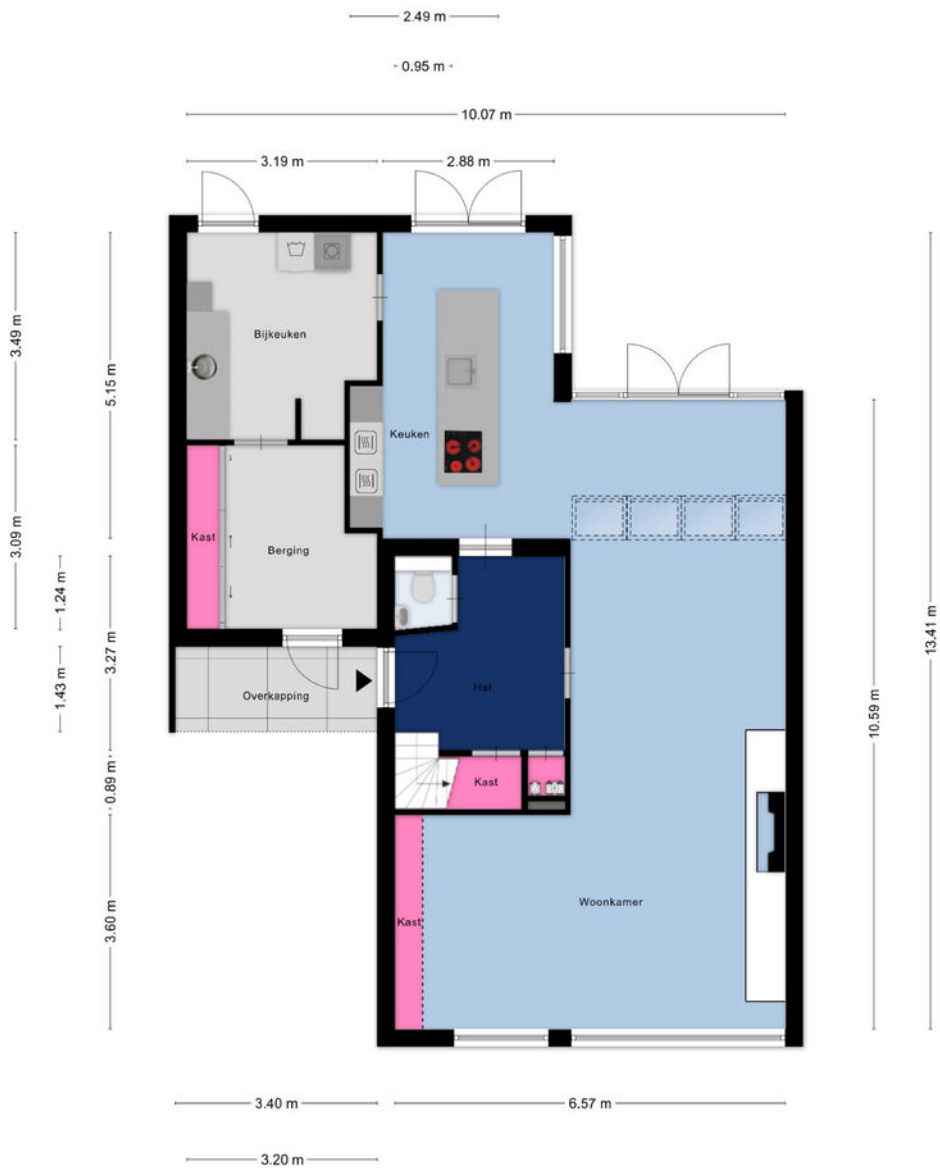 2.49 m
0.95 m
10.07 m
3.19 m
2.88 m
3.49 m
5.15 m
3.09 m
1.24 m
3.27 m
1.43 m
0.89 m
3.60 m
13.41 m
10.59 m
Bijkeuken
Keuken
Kast
Berging
Overkapping
Hal
Kast
Kast
Woonkamer
3.40 m
6.57 m
3.20 m